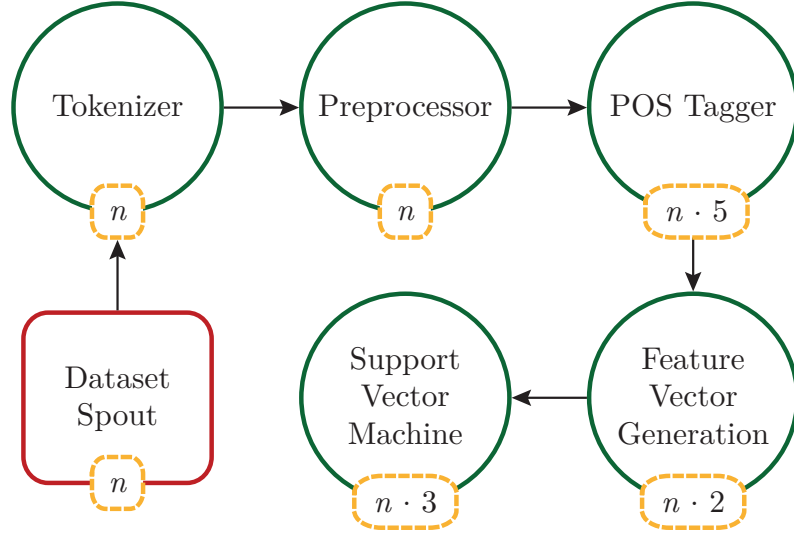 Tokenizer
n
Preprocessor
n
POS Tagger
n · 5
Dataset
Spout
n
Support
Vector
Machine
n · 3
Feature
Vector
Generation
n · 2